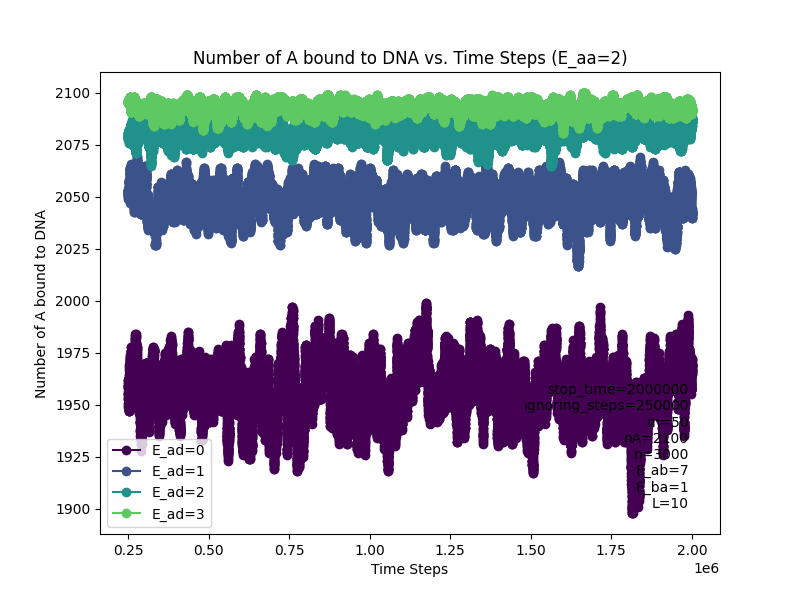 Number of A bound to DNA vs. Time Steps (E_aa=2)
Number of A bound to DNA
2100
2075
2050
2025
2000
1975
1950
1925
1900
stop_time=2000000
ignoring_steps=250000
m=50
nA=2100
n=3000
E_ab=7
E_ba=1
L=10
E_ad=0
E_ad=1
E_ad=2
E_ad=3
0.25
0.50
0.75
1.00
1.25
1.50
1.75
2.00
1e6
Time Steps